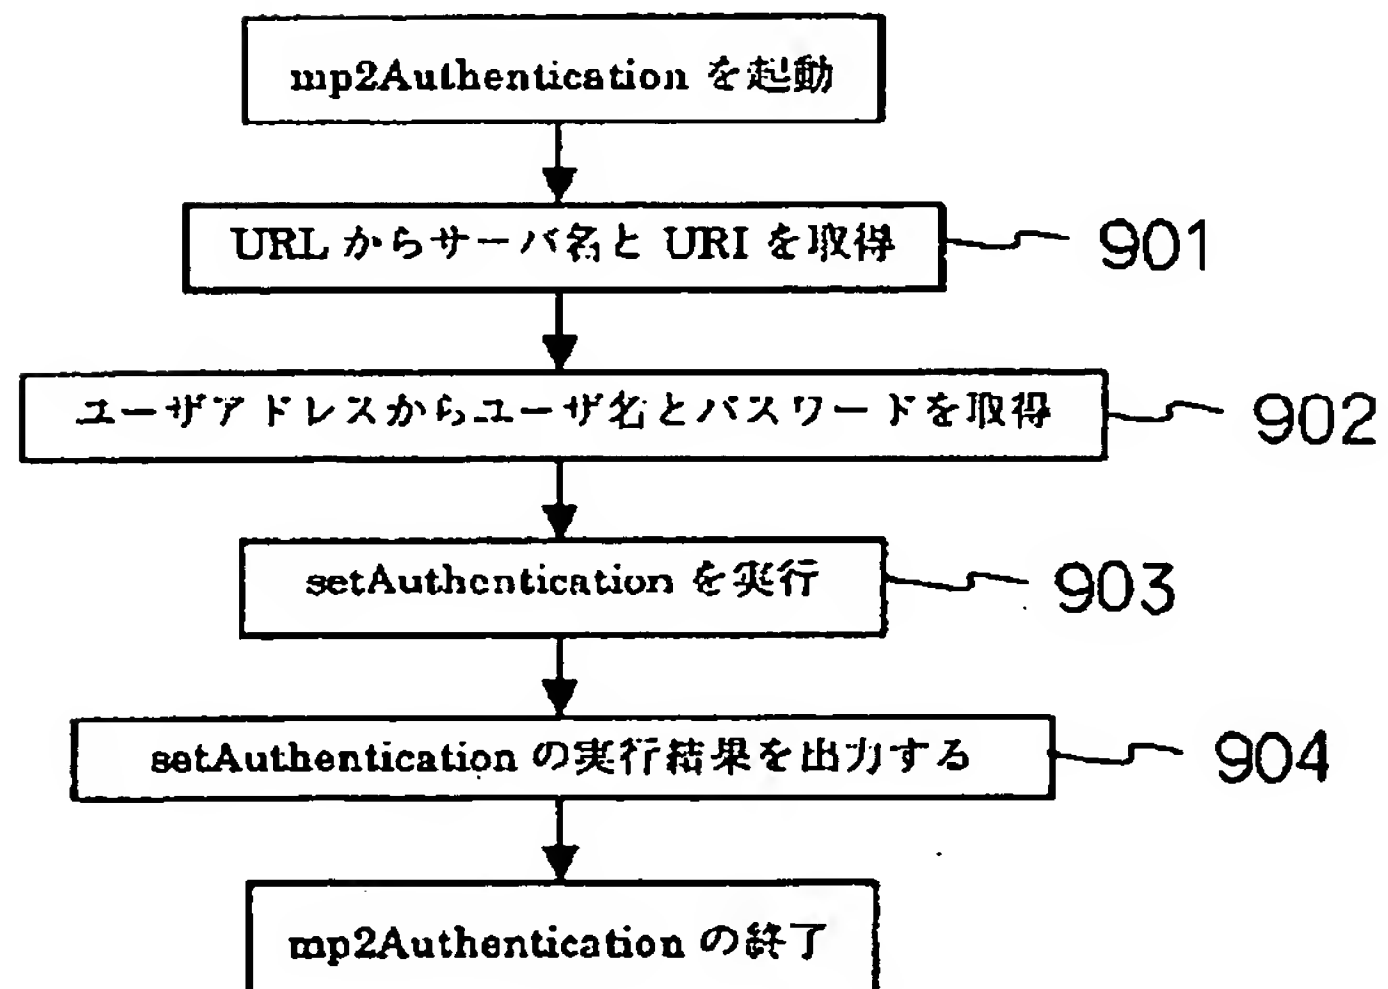 mp2Authentication を起動
URL からサーバ名と URI を取得
901
ユーザアドレスからユーザ名とパスワードを取得
902
setAuthentication を実行
903
setAuthentication の実行結果を出力する
904
mp2Authentication の終了